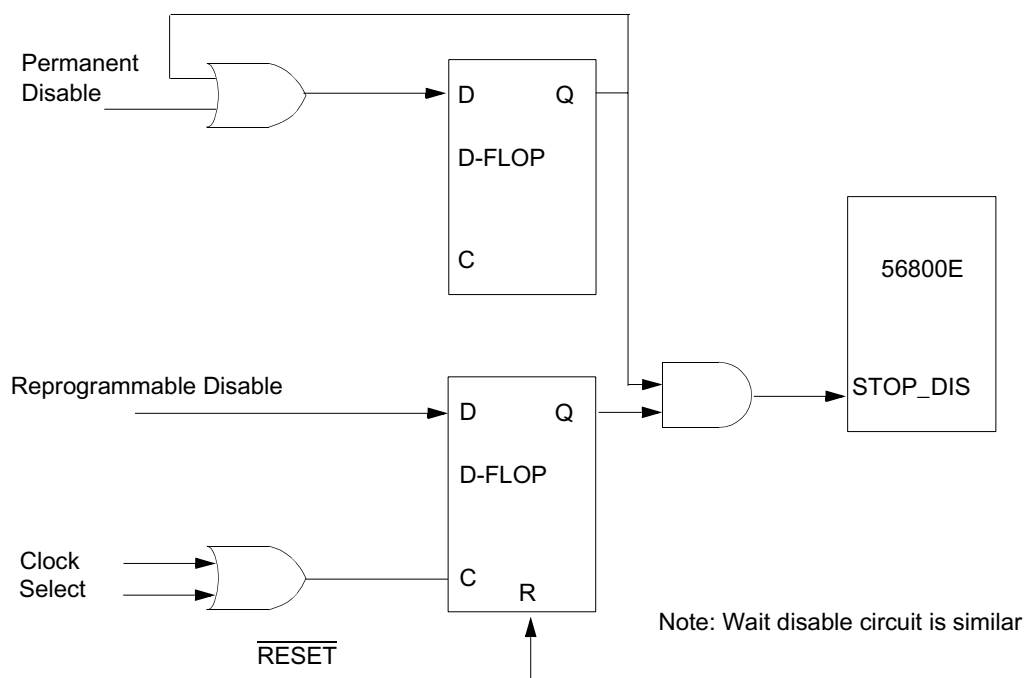 Permanent
Disable
D
Q
D-FLOP
C
56800E
STOP_DIS
Reprogrammable Disable
D
Q
D-FLOP
C
R
Clock
Select
RESET
Note: Wait disable circuit is similar